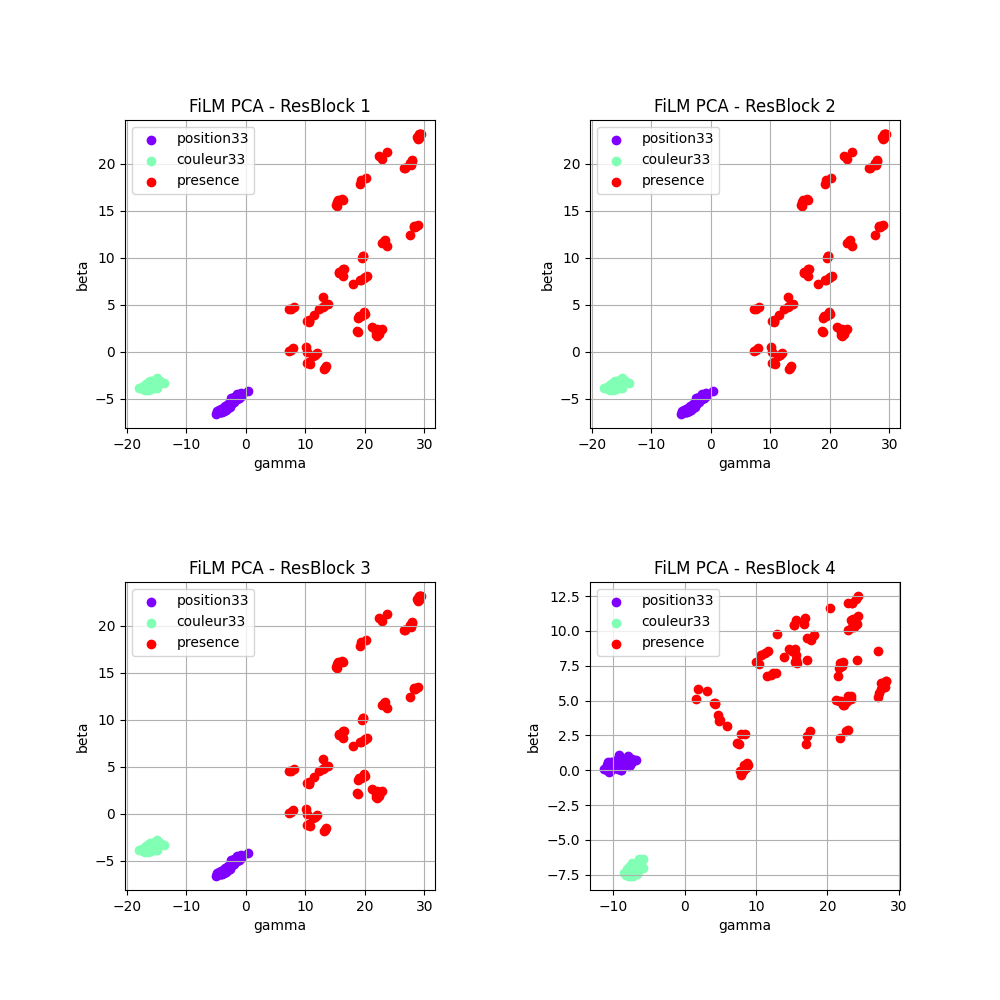 FiLM PCA - ResBlock 1
position33
couleur33
presence
20
15
10
5
0
−5
beta
−20
−10
0
10
20
30
gamma
FiLM PCA - ResBlock 2
position33
couleur33
presence
20
15
10
5
0
−5
beta
−20
−10
0
10
20
30
gamma
FiLM PCA - ResBlock 3
position33
couleur33
presence
20
15
10
5
0
−5
beta
−20
−10
0
10
20
30
gamma
FiLM PCA - ResBlock 4
position33
couleur33
presence
12.5
10.0
7.5
5.0
2.5
0.0
−2.5
−5.0
−7.5
beta
−10
0
10
20
30
gamma